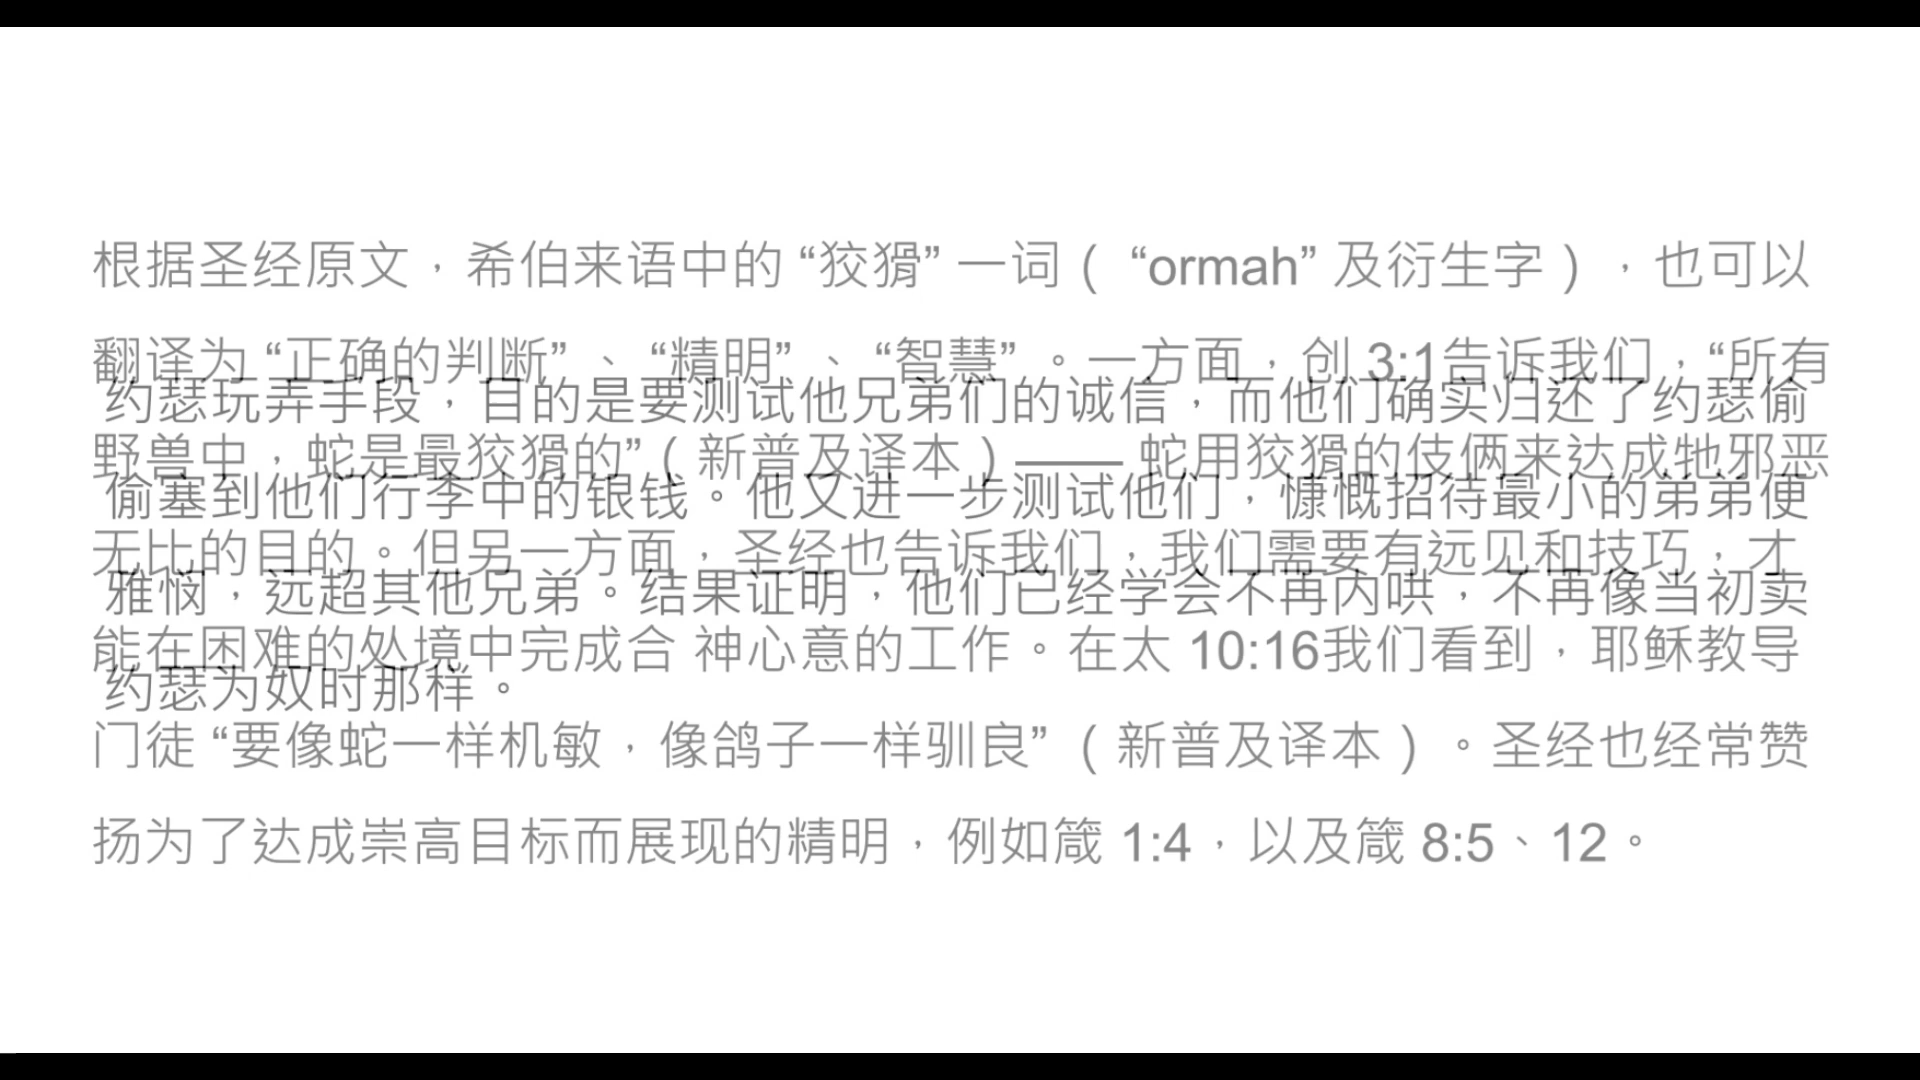 根据圣经原文，希伯来语中的 “狡猾” 一词（ “ormah” 及衍生字），也可以
翻译为 “正确的判断” 、 “精明” 、 “智慧” 。一方面，创 3:1告诉我们，“所有
约瑟玩弄手段，目的是要测试他兄弟们的诚信，而他们确实归还了约瑟偷
野兽中，蛇是最狡猾的”（新普及译本）—— 蛇用狡猾的伎俩来达成牠邪恶
偷塞到他们行李中的银钱。他又进一步测试他们，慷慨招待最小的弟弟便
无比的目的。但另一方面，圣经也告诉我们，我们需要有远见和技巧，才
雅悯，远超其他兄弟。结果证明，他们已经学会不再内哄，不再像当初卖
能在困难的处境中完成合 神心意的工作。在太 10:16我们看到，耶稣教导
约瑟为奴时那样。
门徒 “要像蛇一样机敏，像鸽子一样驯良” （新普及译本）。圣经也经常赞
扬为了达成崇高目标而展现的精明，例如箴 1:4，以及箴 8:5、12。